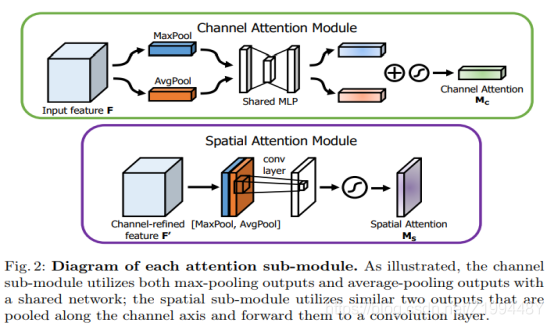 Channel Attention Module
MaxPool
AvgPool
Input feature F
Shared MLP
Channel Attention
Mc
Spatial Attention Module
conv
layer
Channel-refined
feature F'
[MaxPool, AvgPool]
Spatial Attention
Ms
Fig. 2: Diagram of each attention sub-module. As illustrated, the channel
sub-module utilizes both max-pooling outputs and average-pooling outputs with
a shared network; the spatial sub-module utilizes similar two outputs that are
pooled along the channel axis and forward them to a convolution layer.